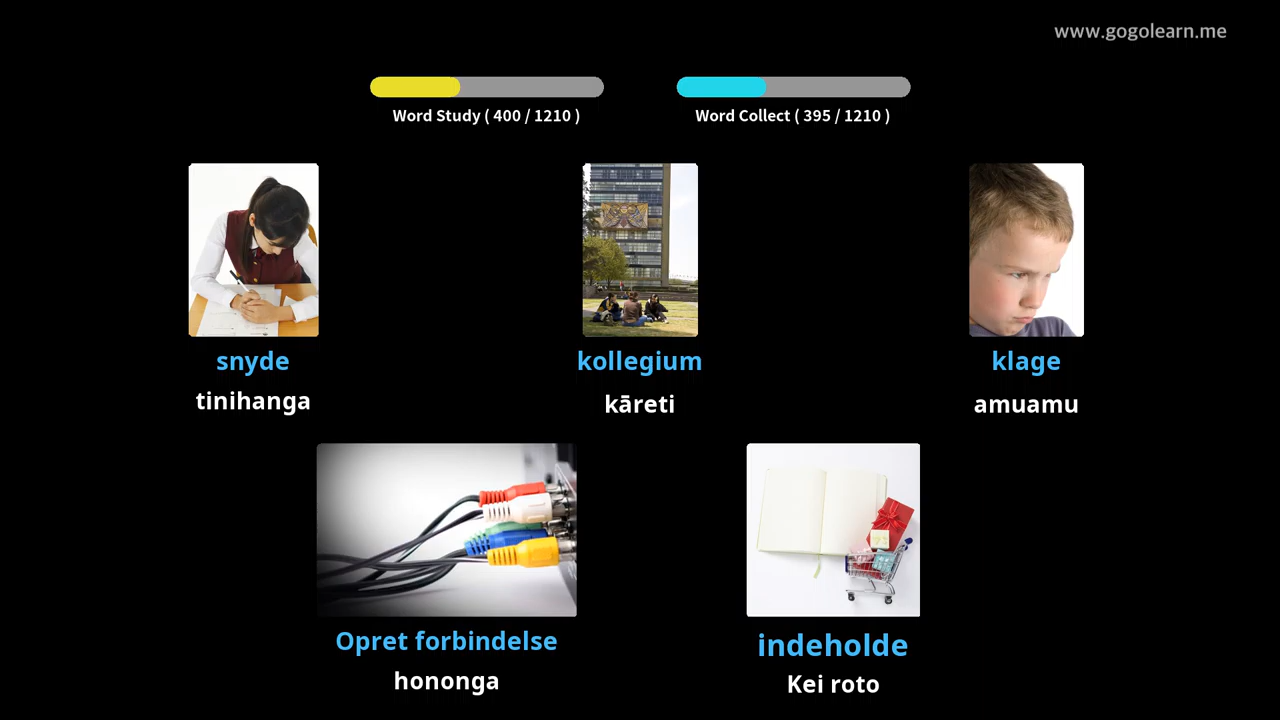 www.gogolearn.me
Word Study ( 400 / 1210 )
Word Collect ( 395 / 1210 )
snyde
tinihanga
kollegium
kāreti
klage
amuamu
Opret forbindelse
hononga
indeholde
Kei roto